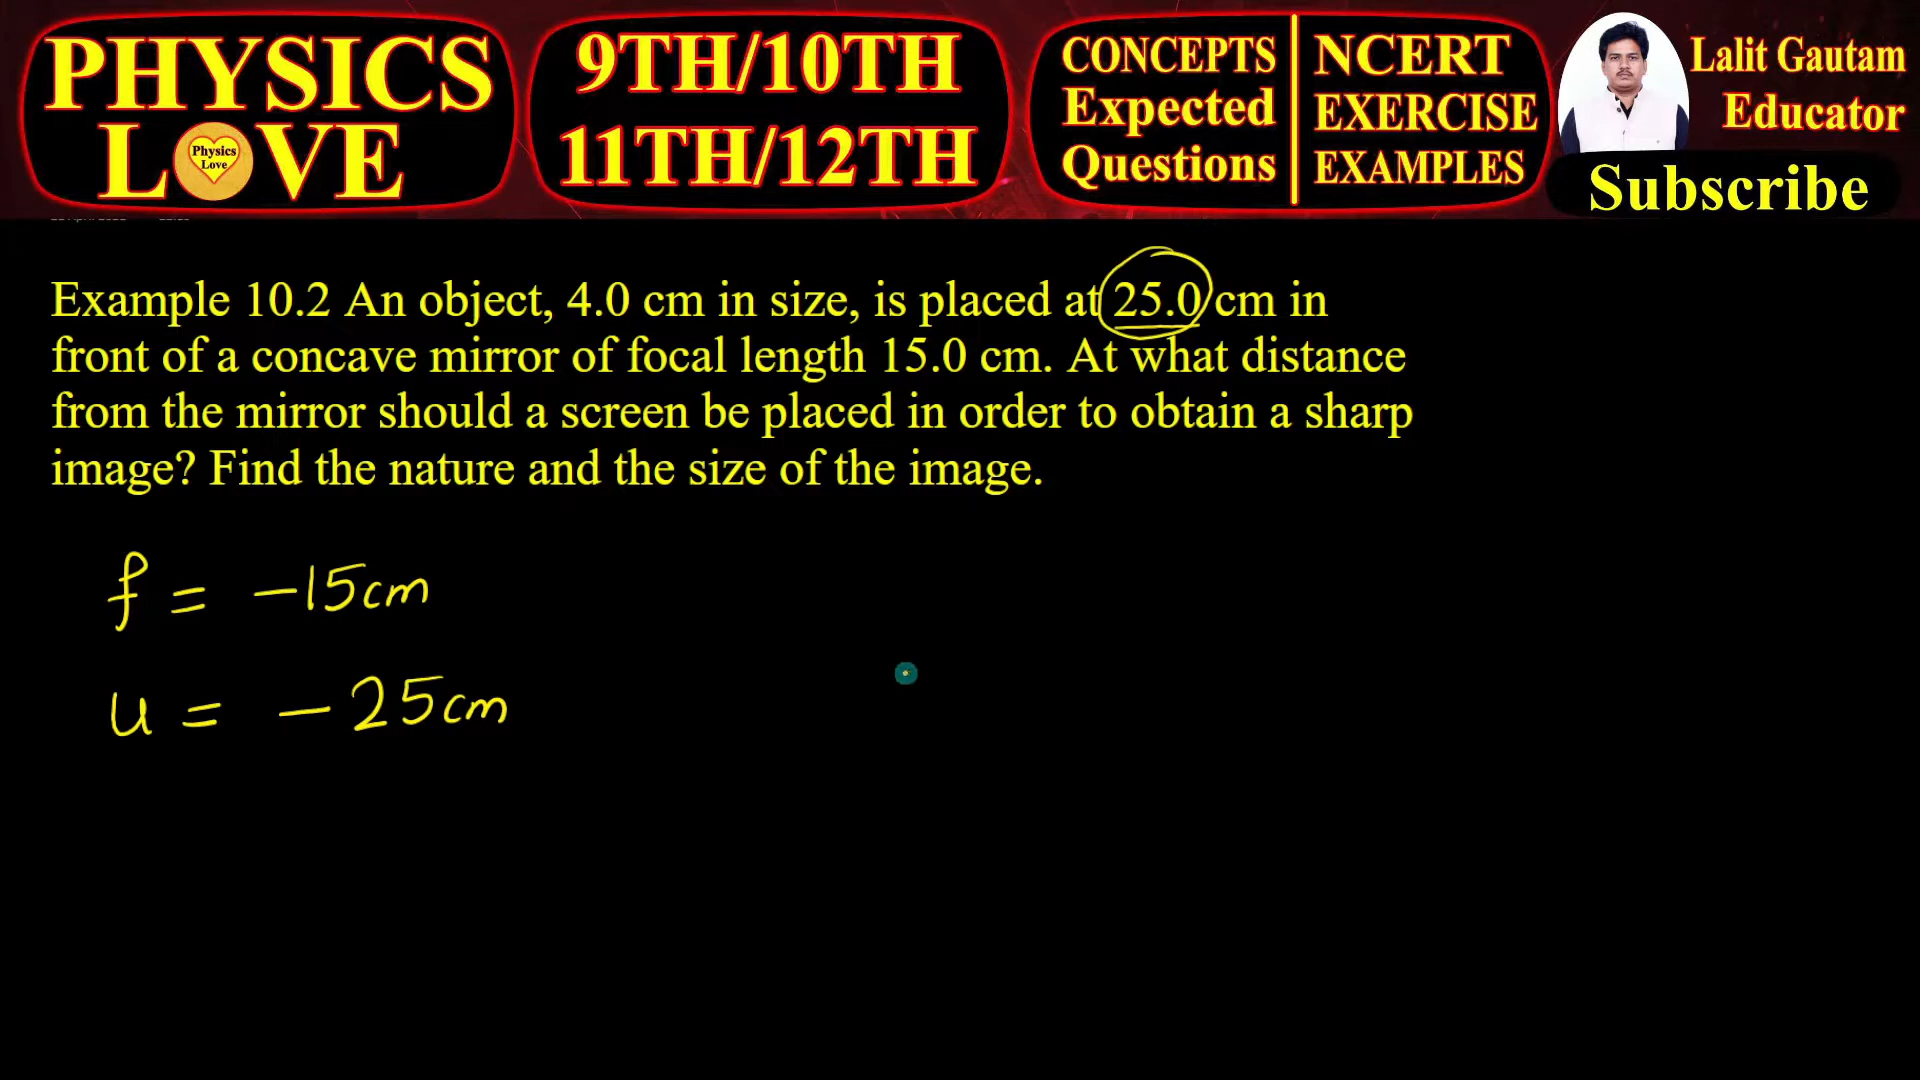 PHYSICS
LOVE
Physics
Love
9TH/10TH
11TH/12TH
CONCEPTS
Expected
Questions
NCERT
EXERCISE
EXAMPLES
Lalit Gautam
Educator
Subscribe
Example 10.2 An object, 4.0 cm in size, is placed at 25.0 cm in
front of a concave mirror of focal length 15.0 cm. At what distance
from the mirror should a screen be placed in order to obtain a sharp
image? Find the nature and the size of the image.
f = -15cm
u = -25cm